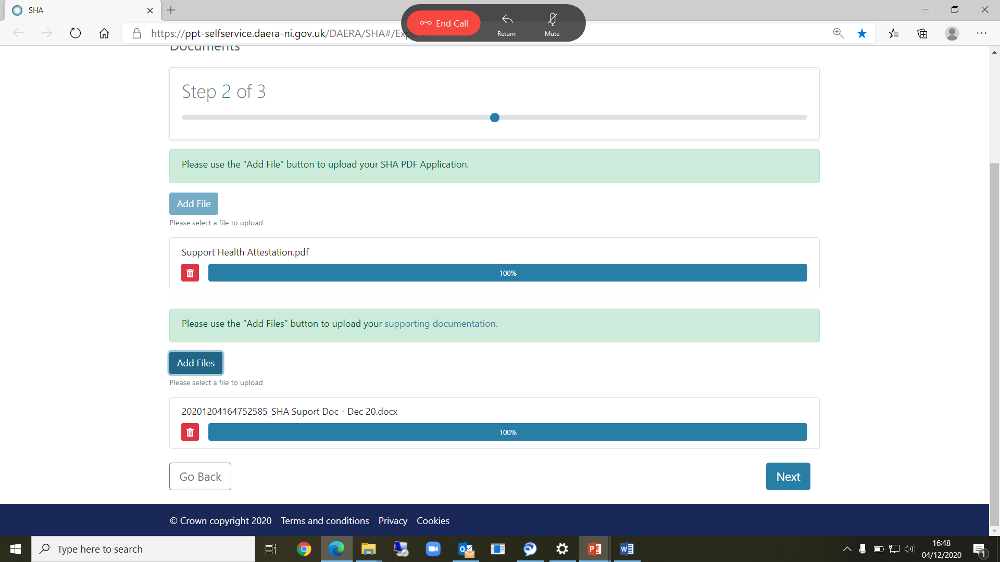 SHA
End Call
Return
Mute
https://ppt-selfservice.daera-ni.gov.uk/DAERA/SHA#/Export
Documents
Step 2 of 3
Please use the “Add File” button to upload your SHA PDF Application.
Add File
Please select a file to upload
Support Health Attestation.pdf
100%
Please use the “Add Files” button to upload your supporting documentation.
Add Files
Please select a file to upload
20201204164752585_SHA Suport Doc - Dec 20.docx
100%
Go Back
Next
© Crown copyright 2020 Terms and conditions Privacy Cookies
Type here to search
16:48
04/12/2020
1